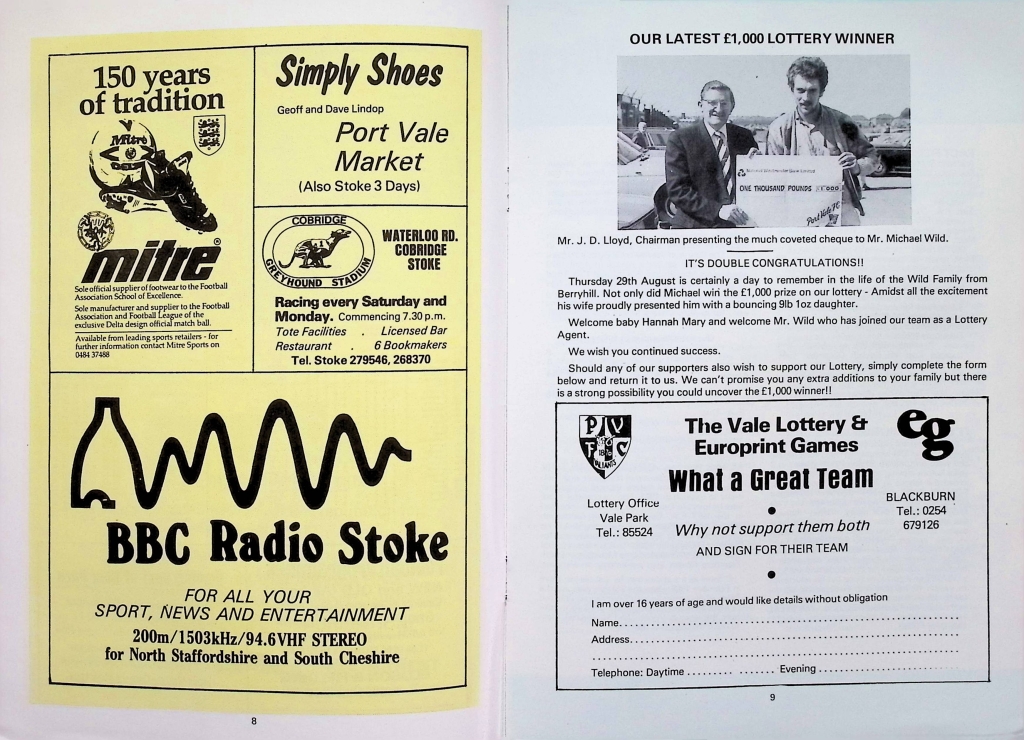 150 years
of tradition
Mitre
DELTA
mitre®
Sole official supplier of footwear to the Football
Association School of Excellence.
Sole manufacturer and supplier to the Football
Association and Football League of the
exclusive Delta design official match ball.
Available from leading sports retailers - for
further information contact Mitre Sports on
0484 37488
Simply Shoes
Geoff and Dave Lindop
Port Vale
Market
(Also Stoke 3 Days)
COBRIDGE
GREYHOUND STADIUM
WATERLOO RD.
COBRIDGE
STOKE
Racing every Saturday and
Monday. Commencing 7.30 p.m.
Tote Facilities . Licensed Bar
Restaurant . 6 Bookmakers
Tel. Stoke 279546, 268370
BBC Radio Stoke
FOR ALL YOUR
SPORT, NEWS AND ENTERTAINMENT
200m/1503kHz/94.6VHF STEREO
for North Staffordshire and South Cheshire
8
OUR LATEST £1,000 LOTTERY WINNER
ONE THOUSAND POUNDS £1,000
Port Vale FC
Mr. J. D. Lloyd, Chairman presenting the much coveted cheque to Mr. Michael Wild.
IT'S DOUBLE CONGRATULATIONS!!
Thursday 29th August is certainly a day to remember in the life of the Wild Family from
Berryhill. Not only did Michael win the £1,000 prize on our lottery - Amidst all the excitement
his wife proudly presented him with a bouncing 9lb 1oz daughter.
Welcome baby Hannah Mary and welcome Mr. Wild who has joined our team as a Lottery
Agent.
We wish you continued success.
Should any of our supporters also wish to support our Lottery, simply complete the form
below and return it to us. We can't promise you any extra additions to your family but there
is a strong possibility you could uncover the £1,000 winner!!
P V
F C
1876
VALIANTS
The Vale Lottery &
Europrint Games
What a Great Team
eg
Lottery Office
Vale Park
Tel.: 85524
Why not support them both
AND SIGN FOR THEIR TEAM
BLACKBURN
Tel.: 0254
679126
I am over 16 years of age and would like details without obligation
Name
Address
Telephone: Daytime Evening
9